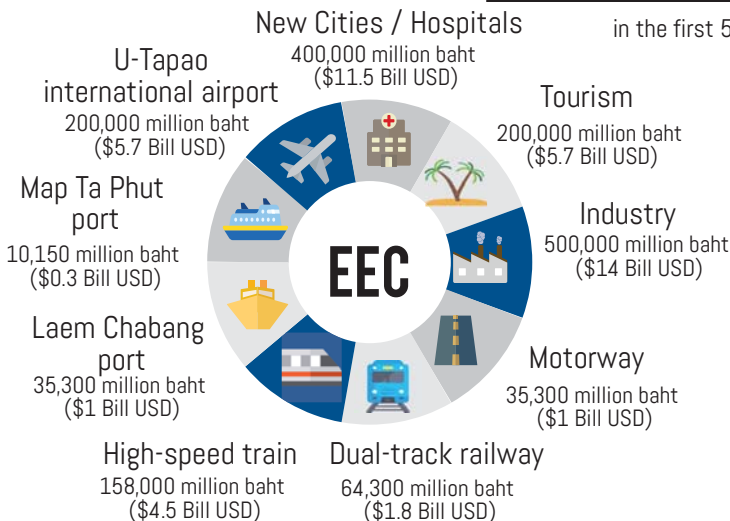 in the first 5
New Cities / Hospitals
400,000 million baht
($11.5 Bill USD)
U-Tapao
international airport
200,000 million baht
($5.7 Bill USD)
Tourism
200,000 million baht
($5.7 Bill USD)
Map Ta Phut
port
10,150 million baht
($0.3 Bill USD)
Industry
500,000 million baht
($14 Bill USD)
EEC
Laem Chabang
port
35,300 million baht
($1 Bill USD)
Motorway
35,300 million baht
($1 Bill USD)
High-speed train
158,000 million baht
($4.5 Bill USD)
Dual-track railway
64,300 million baht
($1.8 Bill USD)